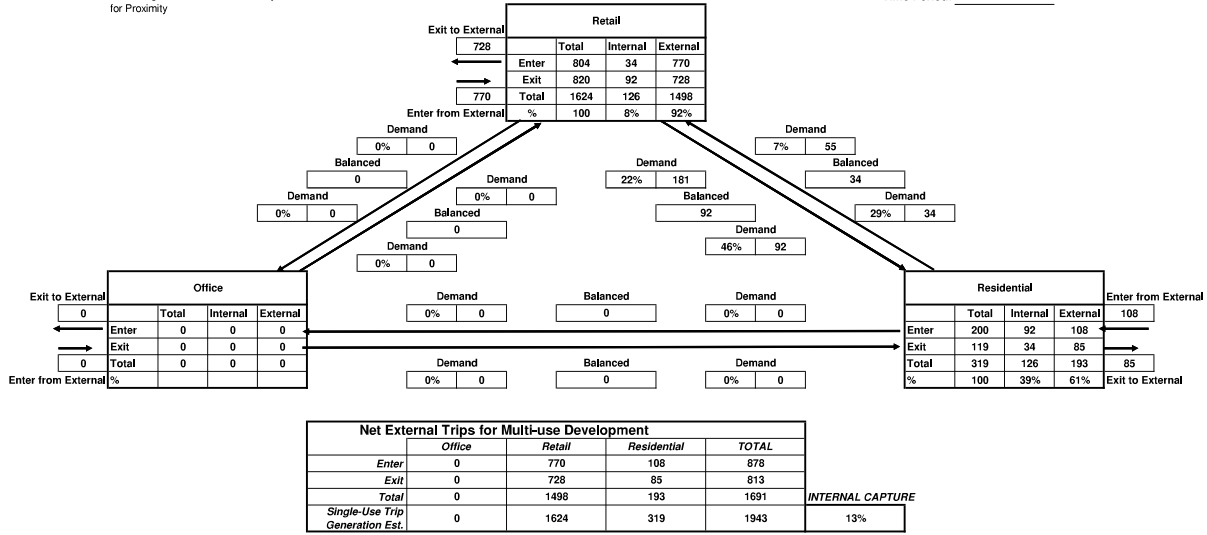 for Proximity
Retail
Exit to External
728
Total Internal External
Enter 804 34 770
Exit 820 92 728
770 Total 1624 126 1498
Enter from External % 100 8% 92%
Demand Demand
0% 0 7% 55
Balanced Demand Balanced
0 22% 181 34
Demand Demand Balanced Demand
0% 0 0% 0 92 29% 34
Balanced Demand
0 46% 92
Demand
0% 0
Office Residential
Exit to External Demand Balanced Demand Enter from External
0 Total Internal External 0% 0 0 0% 0 Total Internal External 108
Enter 0 0 0 Enter 200 92 108
Exit 0 0 0 Exit 119 34 85
0 Total 0 0 0 Demand Balanced Demand Total 319 126 193 85
Enter from External % 0% 0 0 0% 0 % 100 39% 61% Exit to External
Net External Trips for Multi-use Development
Office Retail Residential TOTAL
Enter 0 770 108 878
Exit 0 728 85 813
Total 0 1498 193 1691 INTERNAL CAPTURE
Single-Use Trip
Generation Est. 0 1624 319 1943 13%